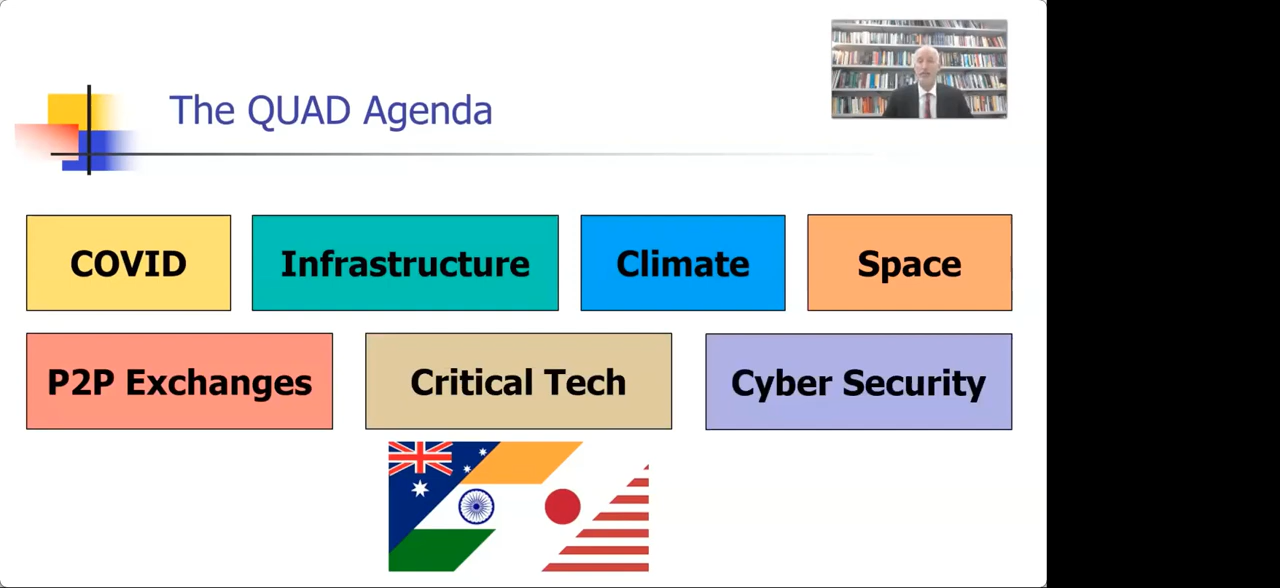 The QUAD Agenda
COVID
Infrastructure
Climate
Space
P2P Exchanges
Critical Tech
Cyber Security